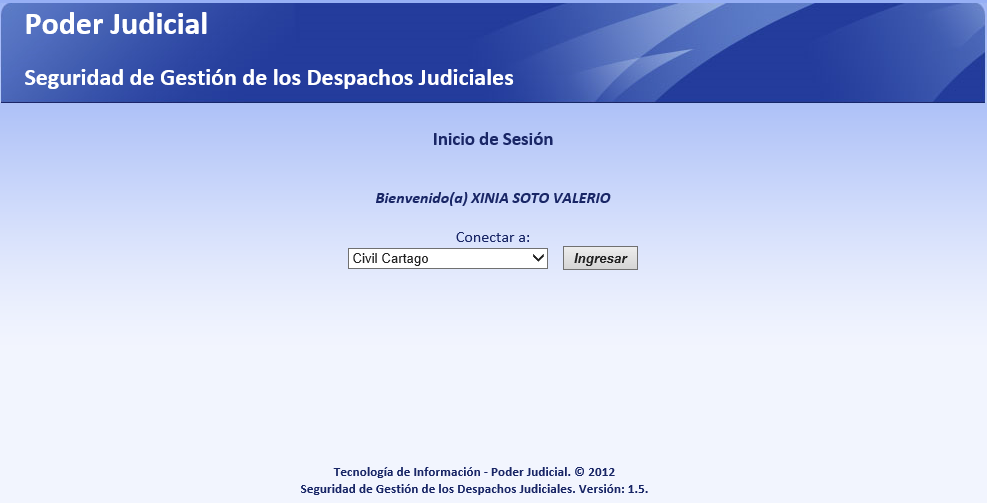 Poder Judicial
Seguridad de Gestión de los Despachos Judiciales
Inicio de Sesión
Bienvenido(a) XINIA SOTO VALERIO
Conectar a:
Civil Cartago
Ingresar
Tecnología de Información - Poder Judicial. © 2012
Seguridad de Gestión de los Despachos Judiciales. Versión: 1.5.